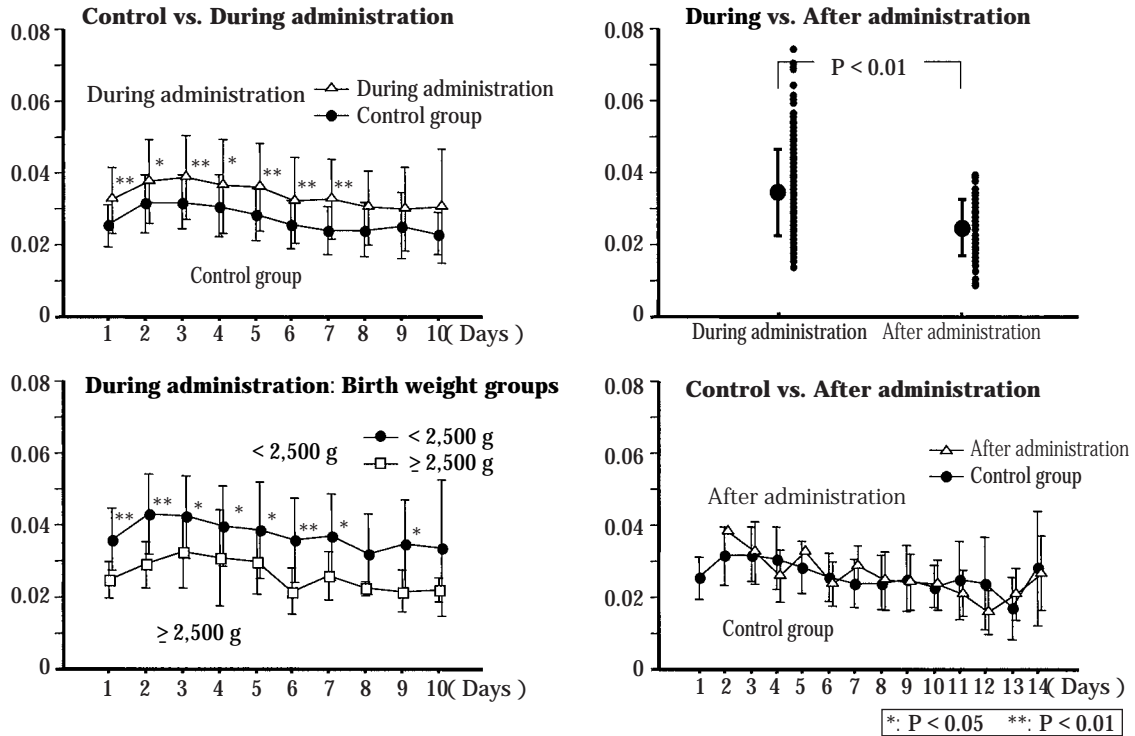 Control vs. During administration
0.08
0.06
0.04
0.02
0
During administration
During administration
Control group
** * ** * ** ** **
Control group
1 2 3 4 5 6 7 8 9 10 ( Days )
During vs. After administration
0.08
0.06
0.04
0.02
0
P < 0.01
During administration After administration
During administration: Birth weight groups
0.08
0.06
0.04
0.02
0
< 2,500 g
< 2,500 g
≥ 2,500 g
** ** * * * ** * *
≥ 2,500 g
1 2 3 4 5 6 7 8 9 10 ( Days )
Control vs. After administration
0.08
0.06
0.04
0.02
0
After administration
Control group
After administration
Control group
1 2 3 4 5 6 7 8 9 10 11 12 13 14 ( Days )
*: P < 0.05 **: P < 0.01